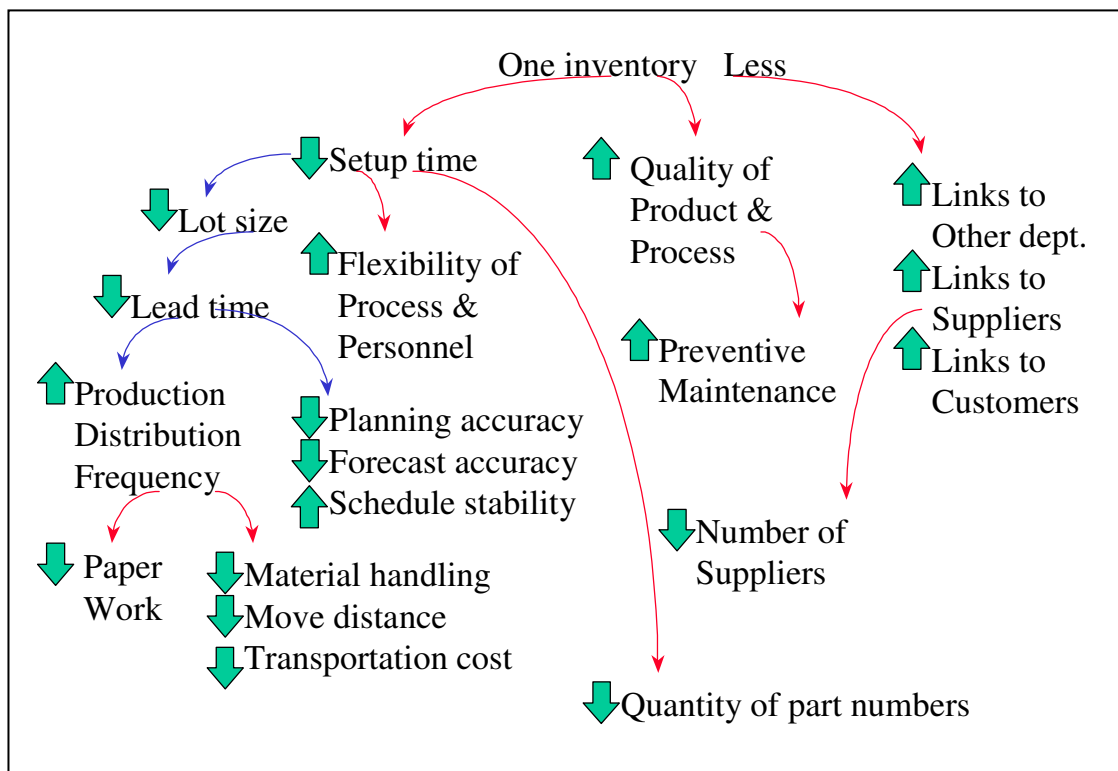 One inventory Less
Setup time
Lot size
Lead time
Flexibility of
Process &
Personnel
Quality of
Product &
Process
Links to
Other dept.
Links to
Suppliers
Links to
Customers
Preventive
Maintenance
Production
Distribution
Frequency
Planning accuracy
Forecast accuracy
Schedule stability
Paper
Work
Material handling
Move distance
Transportation cost
Number of
Suppliers
Quantity of part numbers